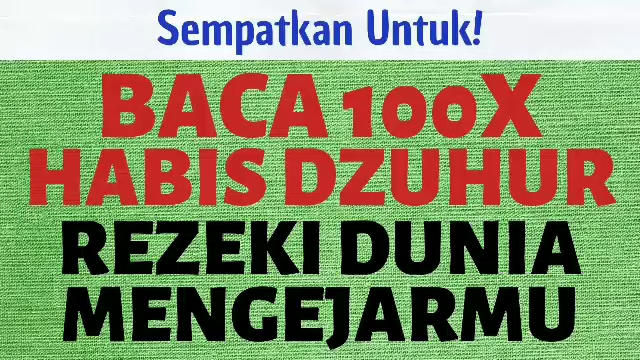 Sempatkan Untuk!
BACA 100X
HABIS DZUHUR
REZEKI DUNIA
MENGEJARMU